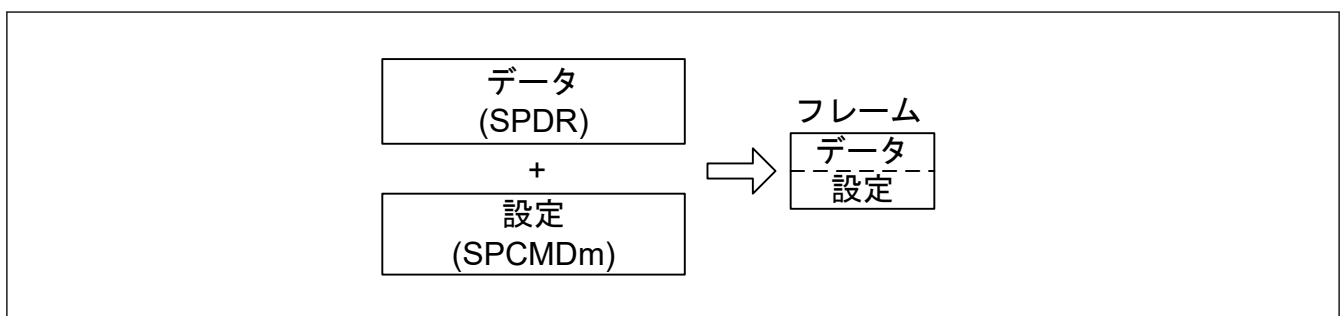 データ
(SPDR)
+
設定
(SPCMDm)
フレーム
データ
設定